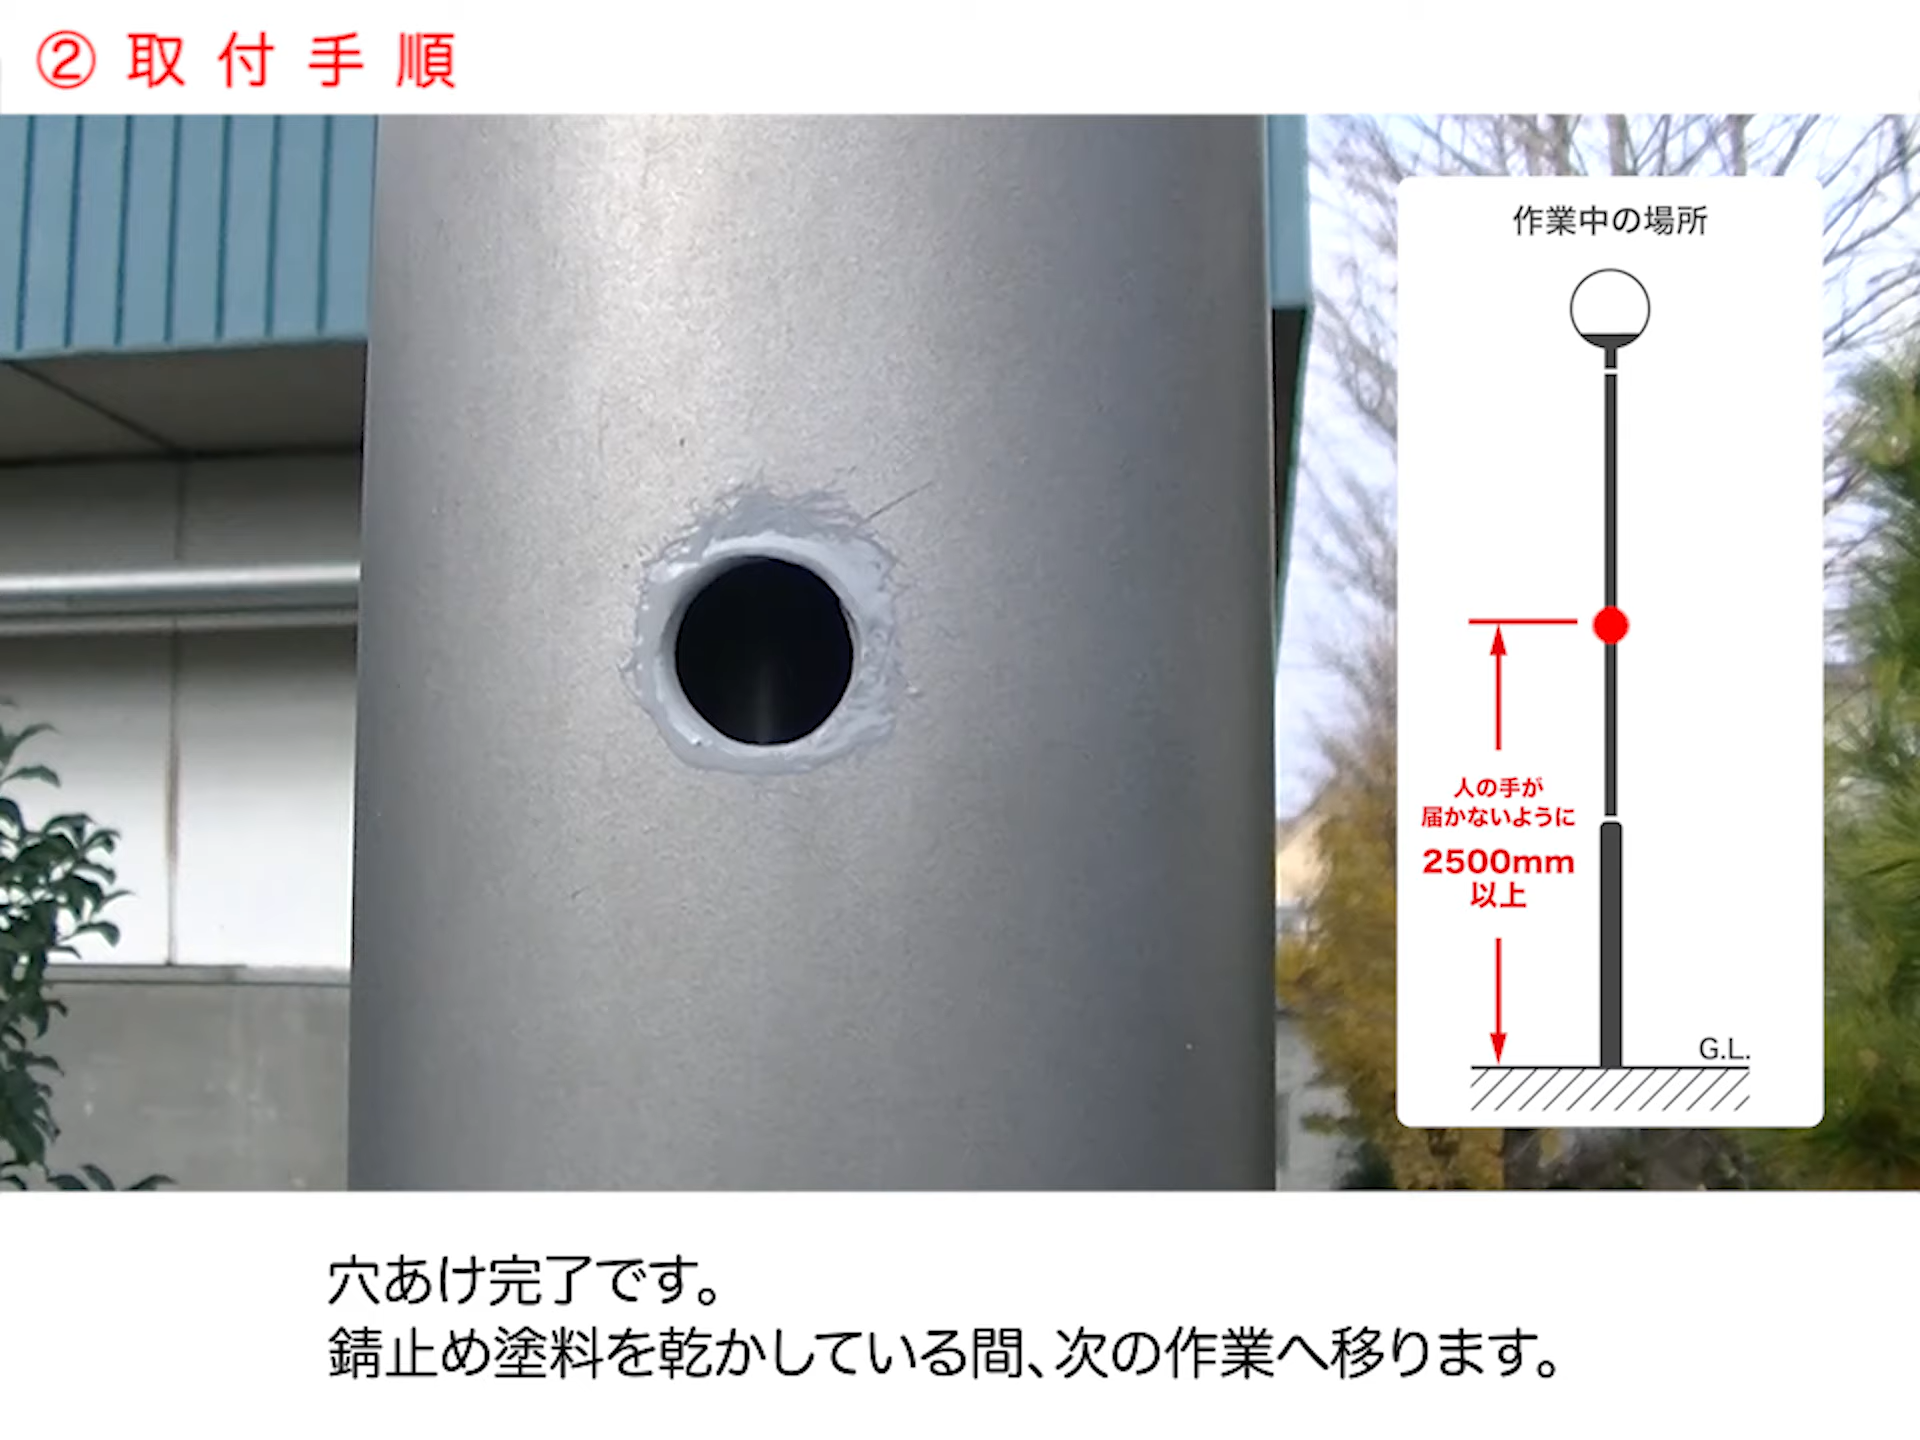 ②取付手順
作業中の場所
人の手が
届かないように
2500mm
以上
G.L.
穴あけ完了です。
錆止め塗料を乾かしている間、次の作業へ移ります。